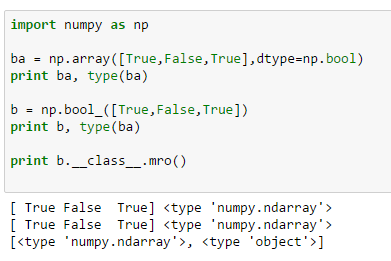 import numpy as np
ba = np.array([True,False,True],dtype=np.bool)
print ba, type(ba)
b = np.bool_([True,False,True])
print b, type(ba)
print b.__class__.mro()
[ True False  True] <type 'numpy.ndarray'>
[ True False  True] <type 'numpy.ndarray'>
[<type 'numpy.ndarray'>, <type 'object'>]